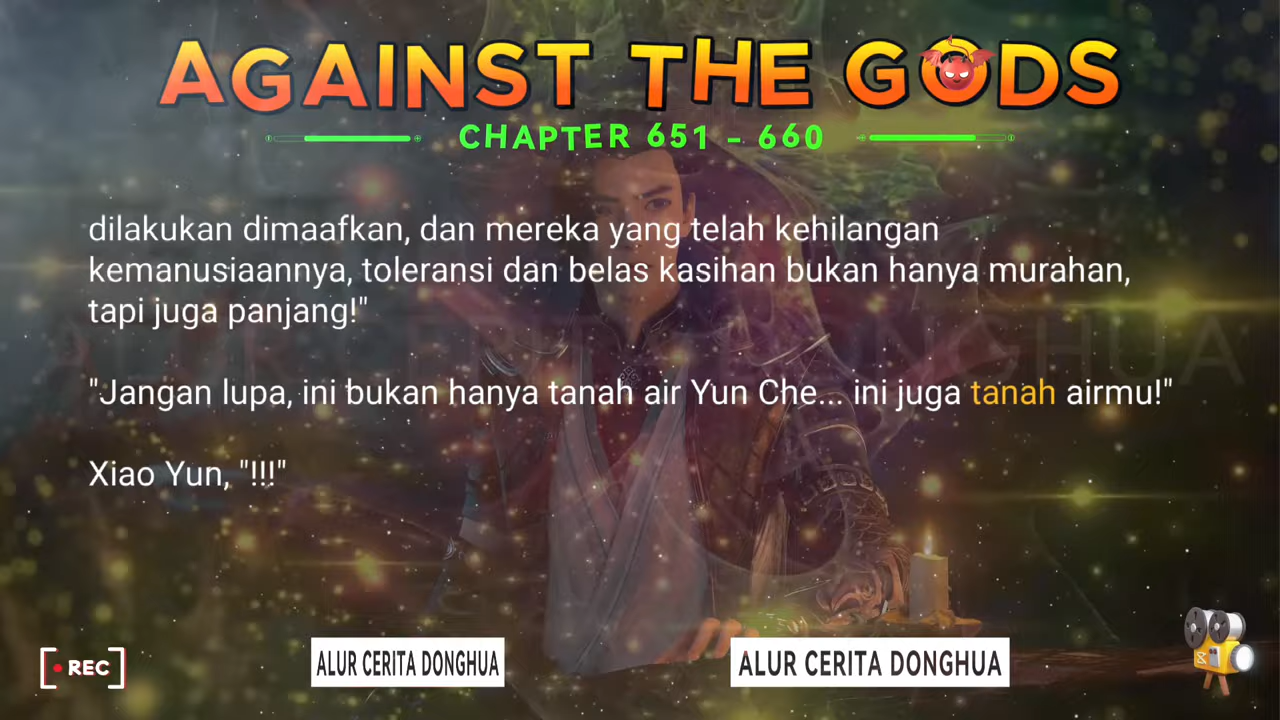 AGAINST THE GODS
CHAPTER 651 - 660
dilakukan dimaafkan, dan mereka yang telah kehilangan
kemanusiaannya, toleransi dan belas kasihan bukan hanya murahan,
tapi juga panjang!"
"Jangan lupa, ini bukan hanya tanah air Yun Che... ini juga tanah airmu!"
Xiao Yun, "!!!"
REC
ALUR CERITA DONGHUA
ALUR CERITA DONGHUA